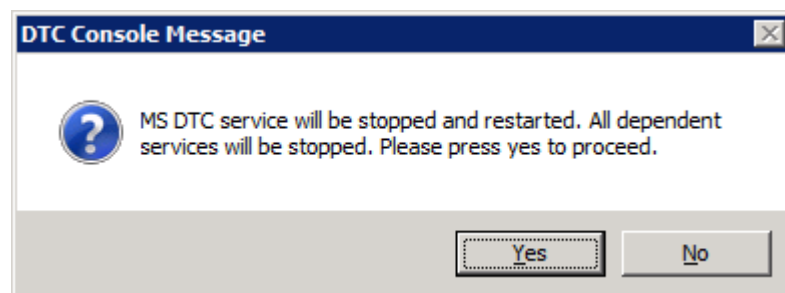 DTC Console Message
MS DTC service will be stopped and restarted. All dependent
services will be stopped. Please press yes to proceed.
Yes
No